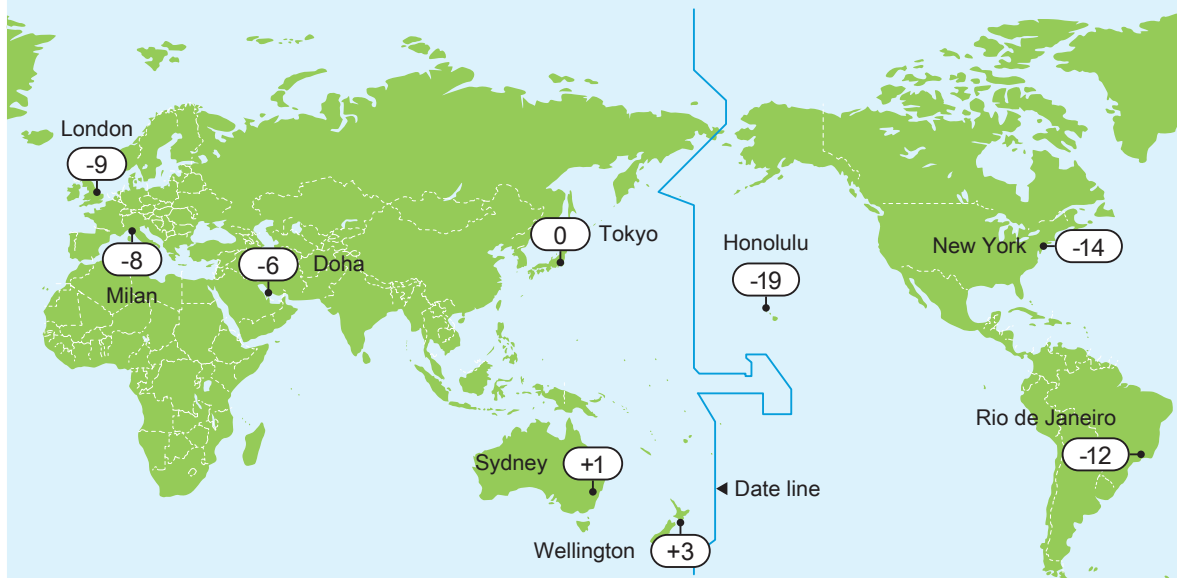 London
-9
-8
Milan
-6
Doha
0
Tokyo
Honolulu
-19
New York
-14
Rio de Janeiro
-12
Sydney
+1
Date line
Wellington
+3